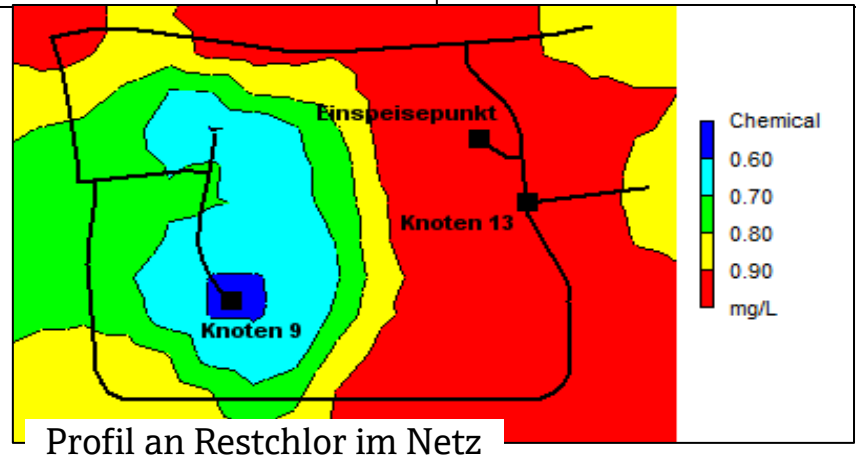 Einspeisepunkt
Knoten 13
Knoten 9
Chemical
0.60
0.70
0.80
0.90
mg/L
Profil an Restchlor im Netz